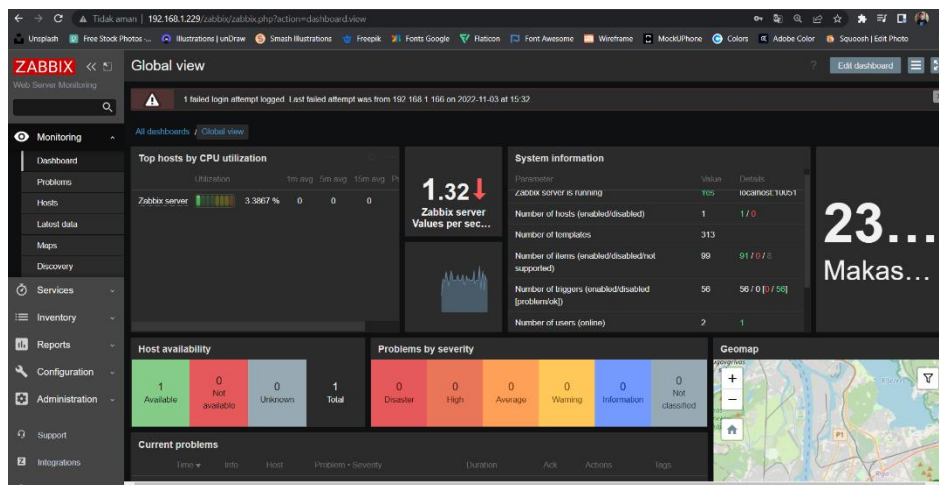 Tidak aman | 192.168.1.229/zabbix/zabbix.php?action=dashboard.view
Unsplash Free Stock Photos -... Illustrations | unDraw Smash Illustrations Freepik Fonts Google Flaticon Font Awesome Wireframe MockUPhone Colors Adobe Color Squoosh | Edit Photo
ZABBIX
Global view
? Edit dashboard
Web Server Monitoring
1 failed login attempt logged. Last failed attempt was from 192.168.1.166 on 2022-11-03 at 15:32
All dashboards / Global view
Monitoring
Dashboard
Problems
Hosts
Latest data
Maps
Discovery
Services
Inventory
Reports
Configuration
Administration
Support
Integrations
Top hosts by CPU utilization
Utilization 1m avg 5m avg 15m avg
Zabbix server 3.3867 % 0 0 0
1.32
Zabbix server
Values per sec...
System information
Parameter Value Details
Zabbix server is running Yes localhost:10051
Number of hosts (enabled/disabled) 1 1 / 0
Number of templates 313
Number of items (enabled/disabled/not supported) 99 91 / 0 / 8
Number of triggers (enabled/disabled [problem/ok]) 56 56 / 0 [0 / 56]
Number of users (online) 2 1
23...
Makas...
Host availability
1 Available
0 Not available
0 Unknown
1 Total
Problems by severity
0 Disaster
0 High
0 Average
0 Warning
0 Information
0 Not classified
Geomap
+
−
P1
Current problems
Time Info Host Problem • Severity Duration Ack Actions Tags